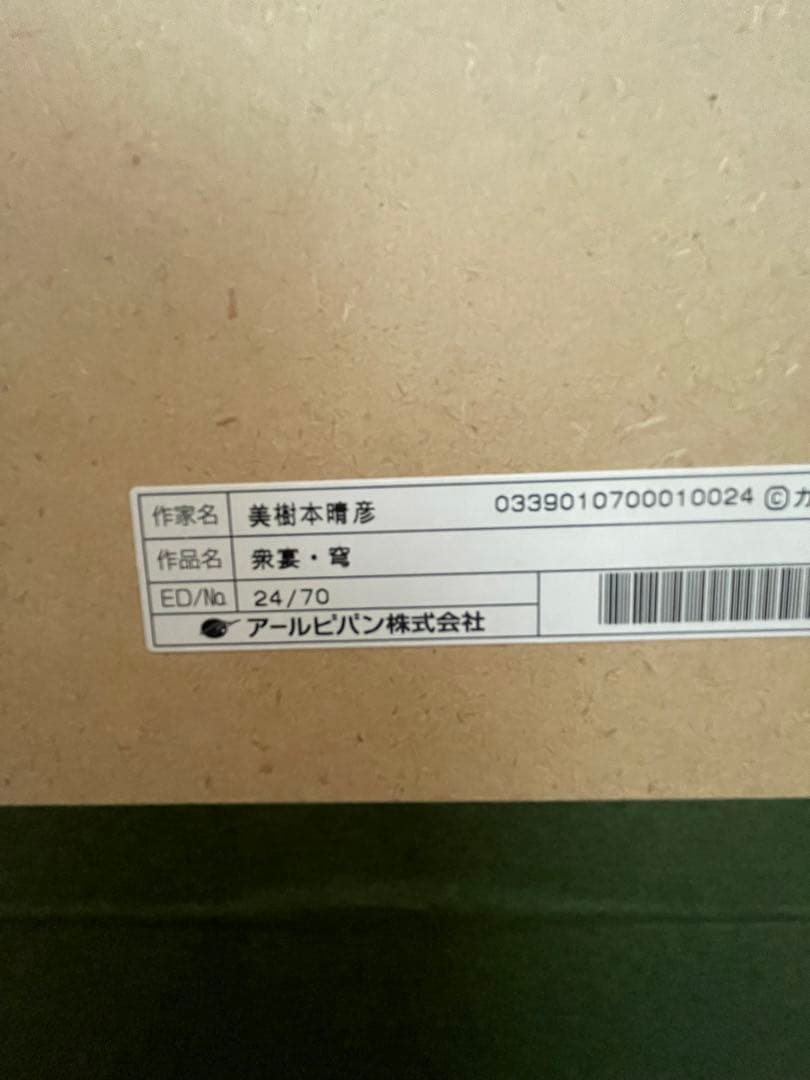 作家名 美樹本晴彦 0339010700010024 ©カ
作品名 衆宴・穹
ED/No. 24/70
アールビバン株式会社